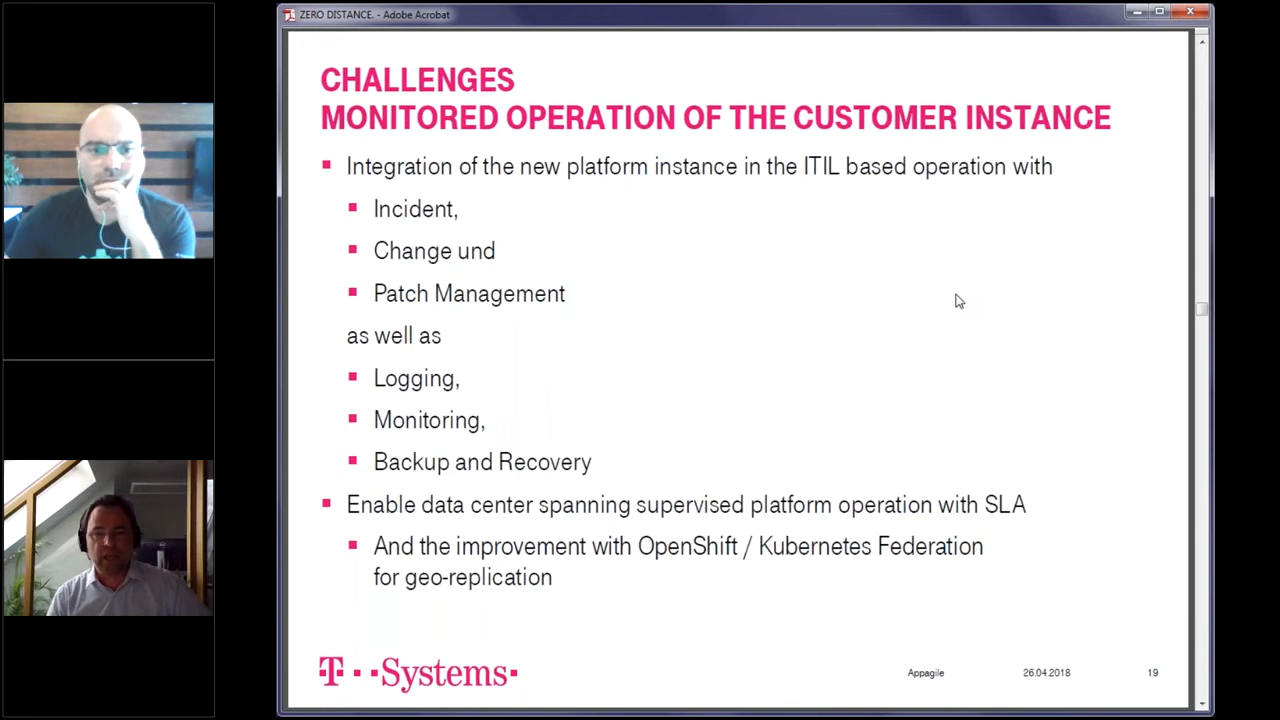 ZERO DISTANCE. - Adobe Acrobat
CHALLENGES
MONITORED OPERATION OF THE CUSTOMER INSTANCE
Integration of the new platform instance in the ITIL based operation with
Incident,
Change und
Patch Management
as well as
Logging,
Monitoring,
Backup and Recovery
Enable data center spanning supervised platform operation with SLA
And the improvement with OpenShift / Kubernetes Federation
for geo-replication
T··Systems·
Appagile
26.04.2018
19